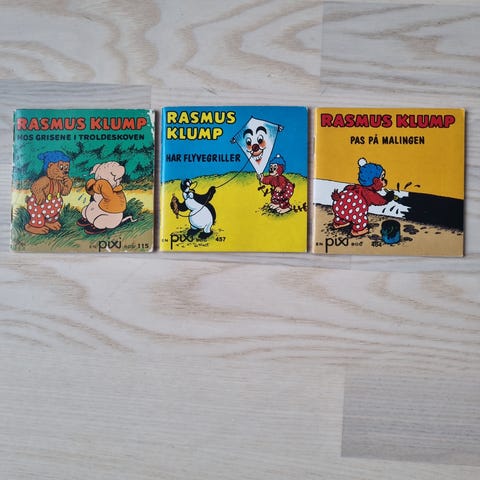 RASMUS KLUMP
HOS GRISENE I TROLDESKOVEN
EN pixi BOG 115
RASMUS
KLUMP
HAR FLYVEGRILLER
EN pixi BOG 457
RASMUS KLUMP
PAS PÅ MALINGEN
EN pixi BOG 454